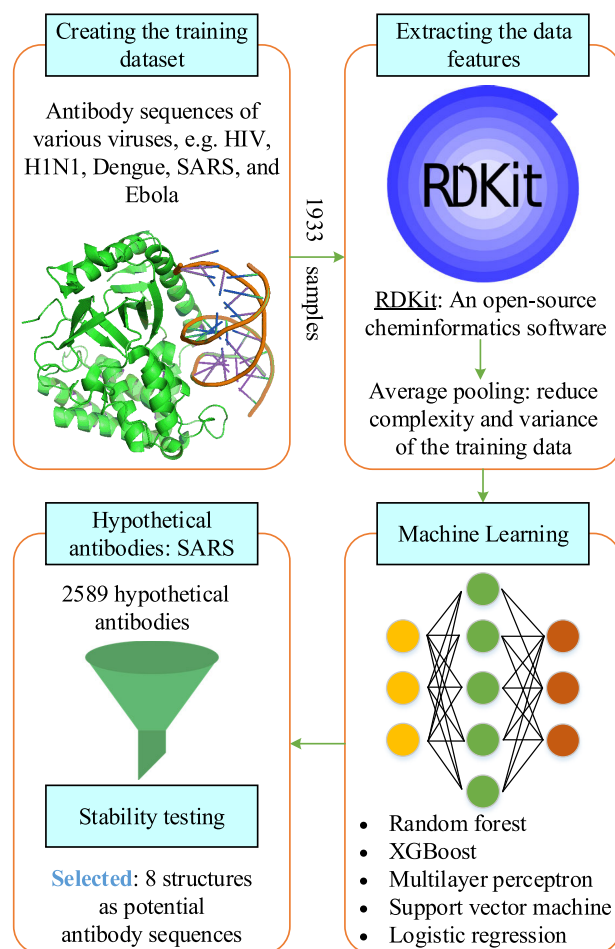 Creating the training
dataset
Antibody sequences of
various viruses, e.g. HIV,
H1N1, Dengue, SARS, and
Ebola
1933
samples
Extracting the data
features
RDKit
RDKit: An open-source
cheminformatics software
Average pooling: reduce
complexity and variance
of the training data
Machine Learning
• Random forest
• XGBoost
• Multilayer perceptron
• Support vector machine
• Logistic regression
Hypothetical
antibodies: SARS
2589 hypothetical
antibodies
Stability testing
Selected: 8 structures
as potential
antibody sequences